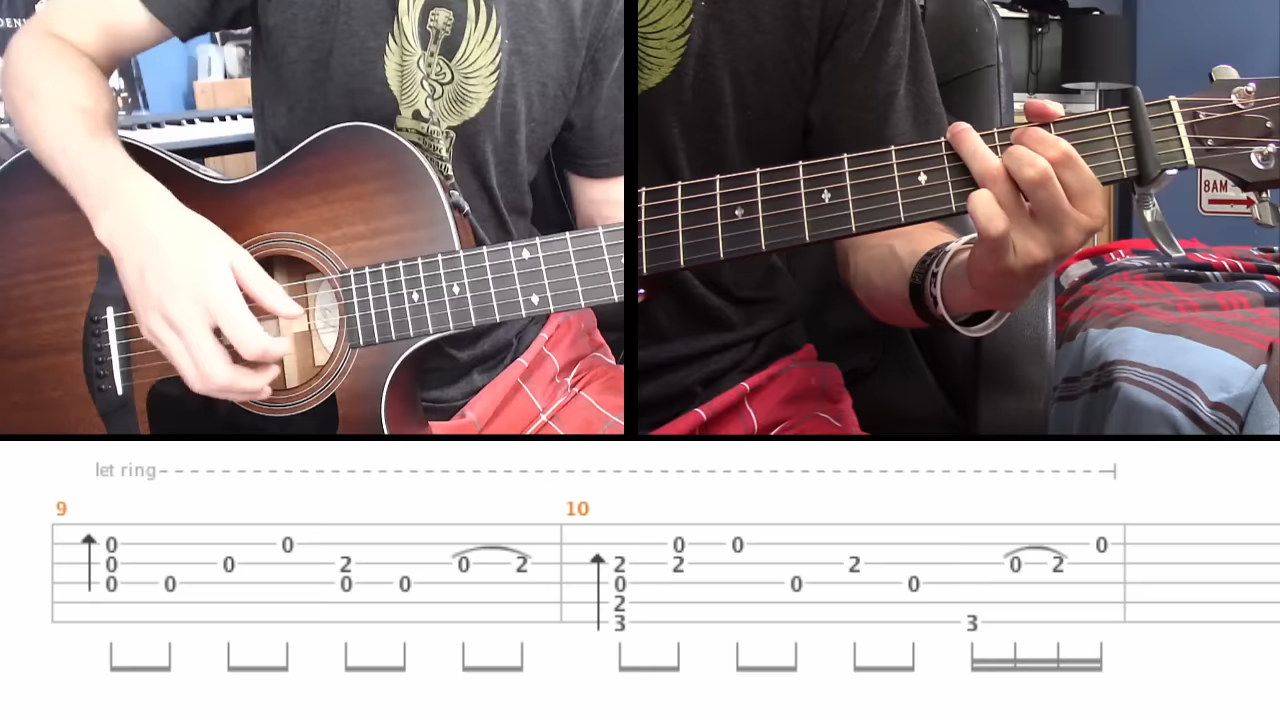 8AM
let ring
9 10
0 0 0 0 0
0 0 2 0 2 2 2 2 0 2
0 0 0 0 0 0 0
2
3 3